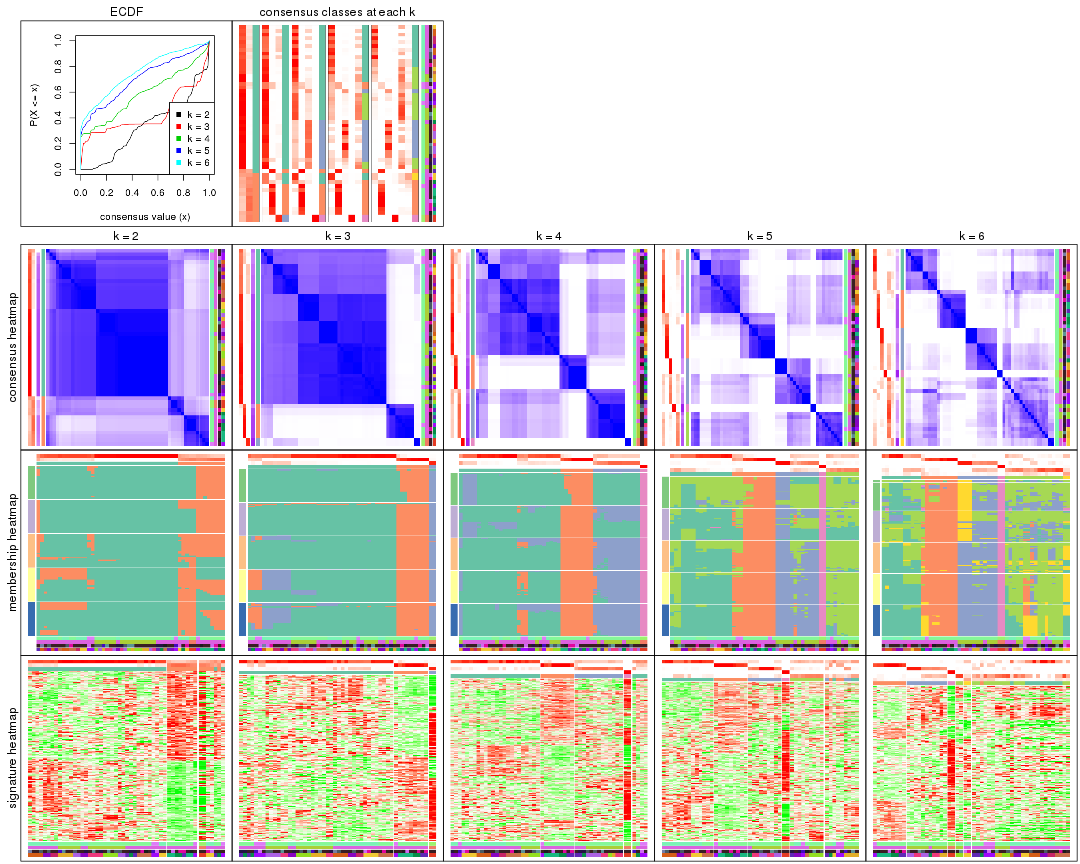 ECDF
consensus classes at each k
P(X <= x)
0.0 0.2 0.4 0.6 0.8 1.0
k = 2
k = 3
k = 4
k = 5
k = 6
0.0 0.2 0.4 0.6 0.8 1.0
consensus value (x)
k = 2
k = 3
k = 4
k = 5
k = 6
consensus heatmap
membership heatmap
signature heatmap